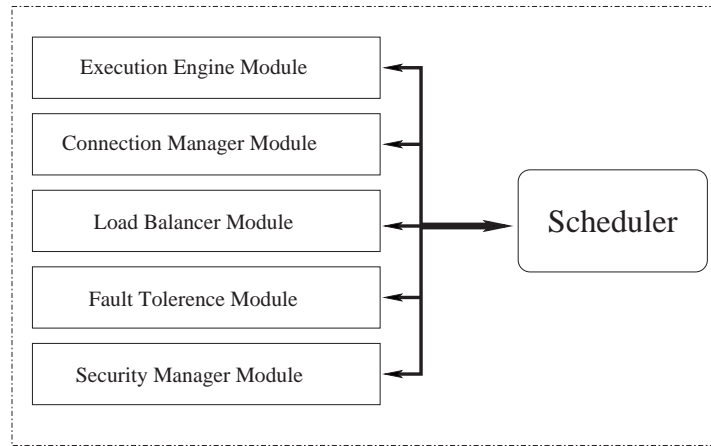 Execution Engine Module
Connection Manager Module
Load Balancer Module
Scheduler
Fault Tolerence Module
Security Manager Module